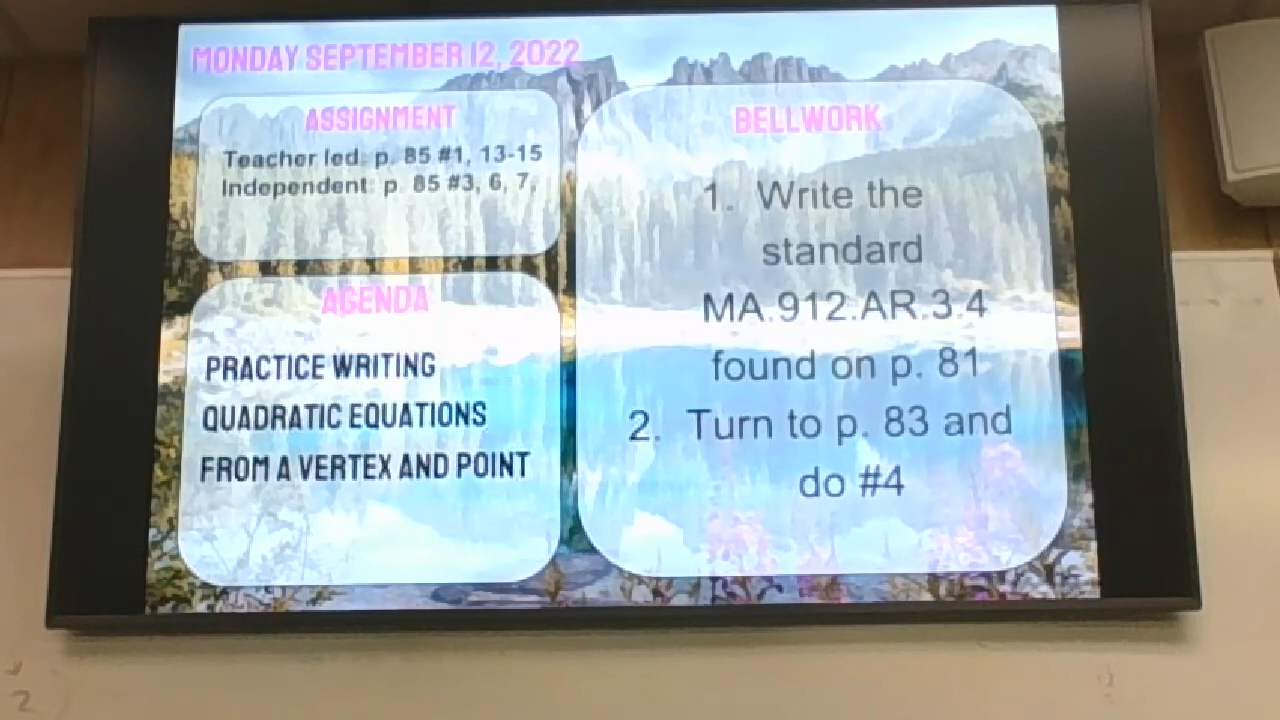 MONDAY SEPTEMBER 12, 2022
ASSIGNMENT
Teacher led: p. 85 #1, 13-15
Independent: p. 85 #3, 6, 7,
AGENDA
PRACTICE WRITING
QUADRATIC EQUATIONS
FROM A VERTEX AND POINT
BELLWORK
1. Write the
standard
MA.912.AR.3.4
found on p. 81
2. Turn to p. 83 and
do #4
2